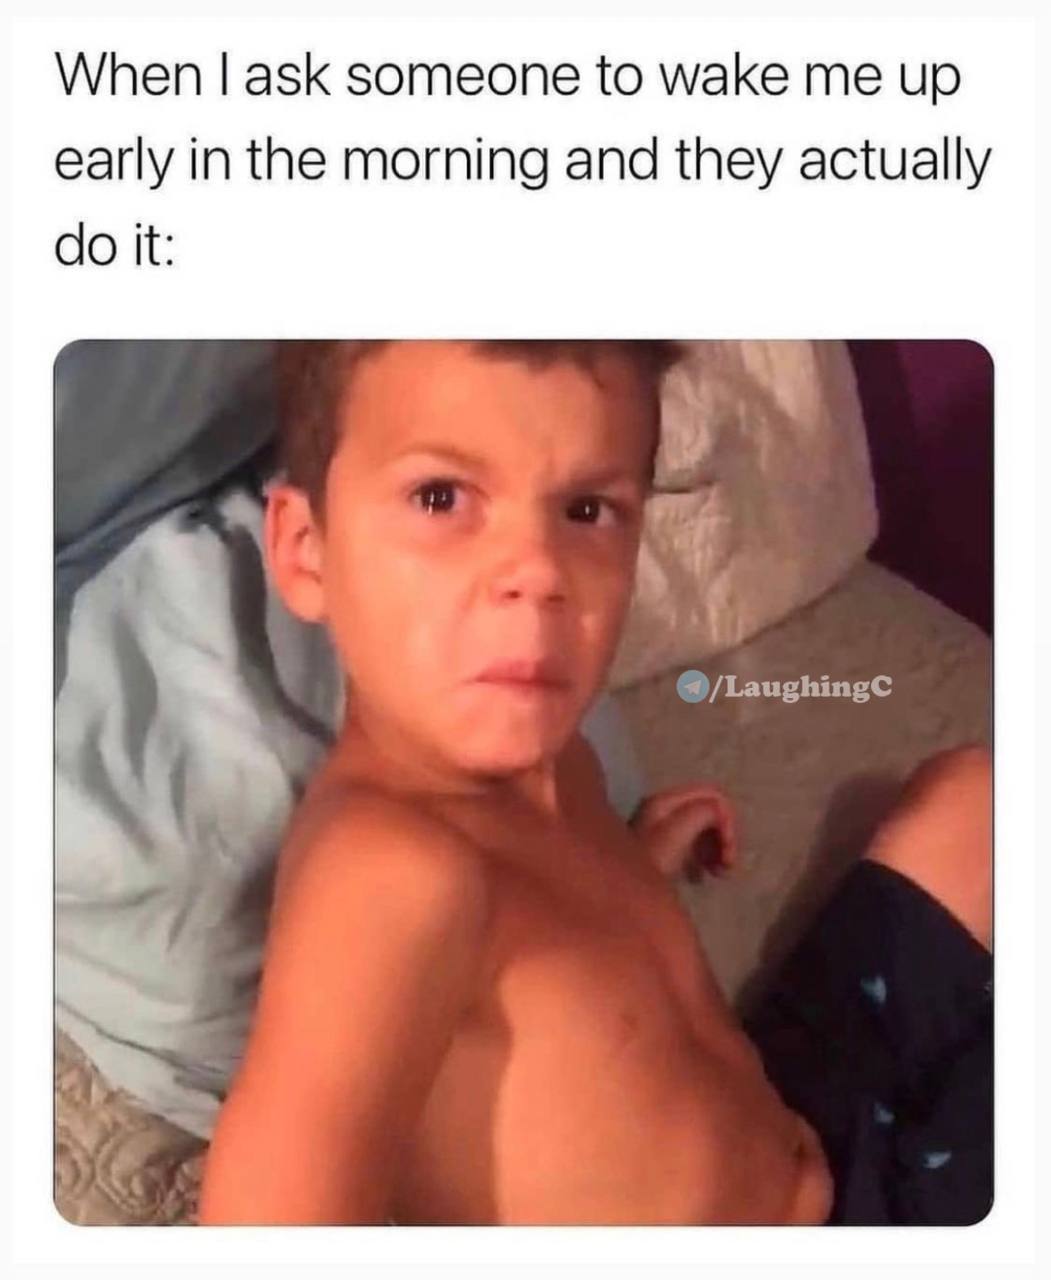 When I ask someone to wake me up
early in the morning and they actually
do it:
/LaughingC